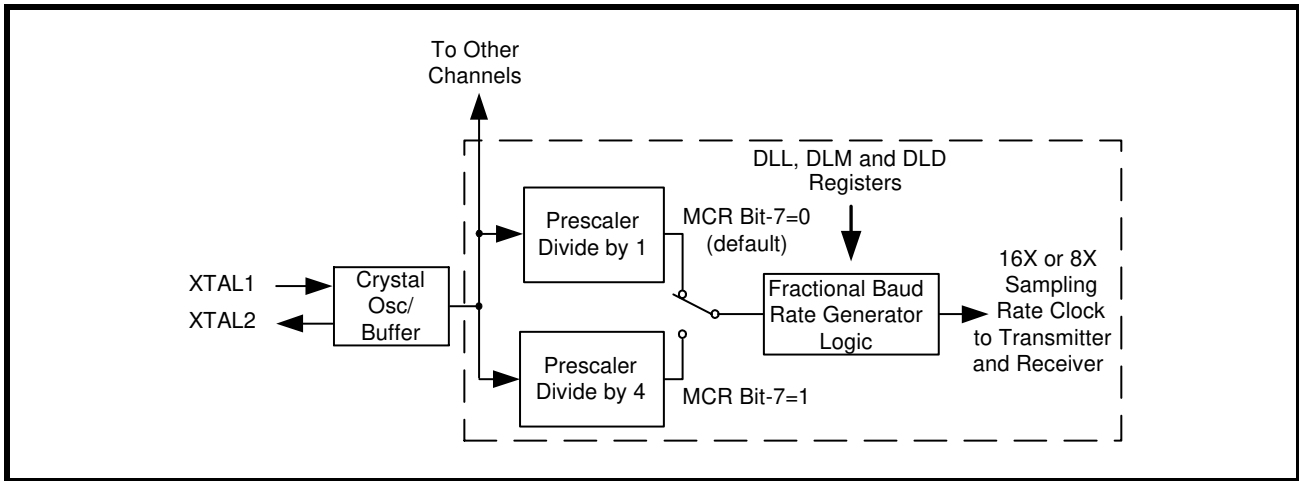 To Other
Channels
DLL, DLM and DLD
Registers
Prescaler
Divide by 1
MCR Bit-7=0
(default)
XTAL1
XTAL2
Crystal
Osc/
Buffer
Fractional Baud
Rate Generator
Logic
16X or 8X
Sampling
Rate Clock
to Transmitter
and Receiver
Prescaler
Divide by 4
MCR Bit-7=1